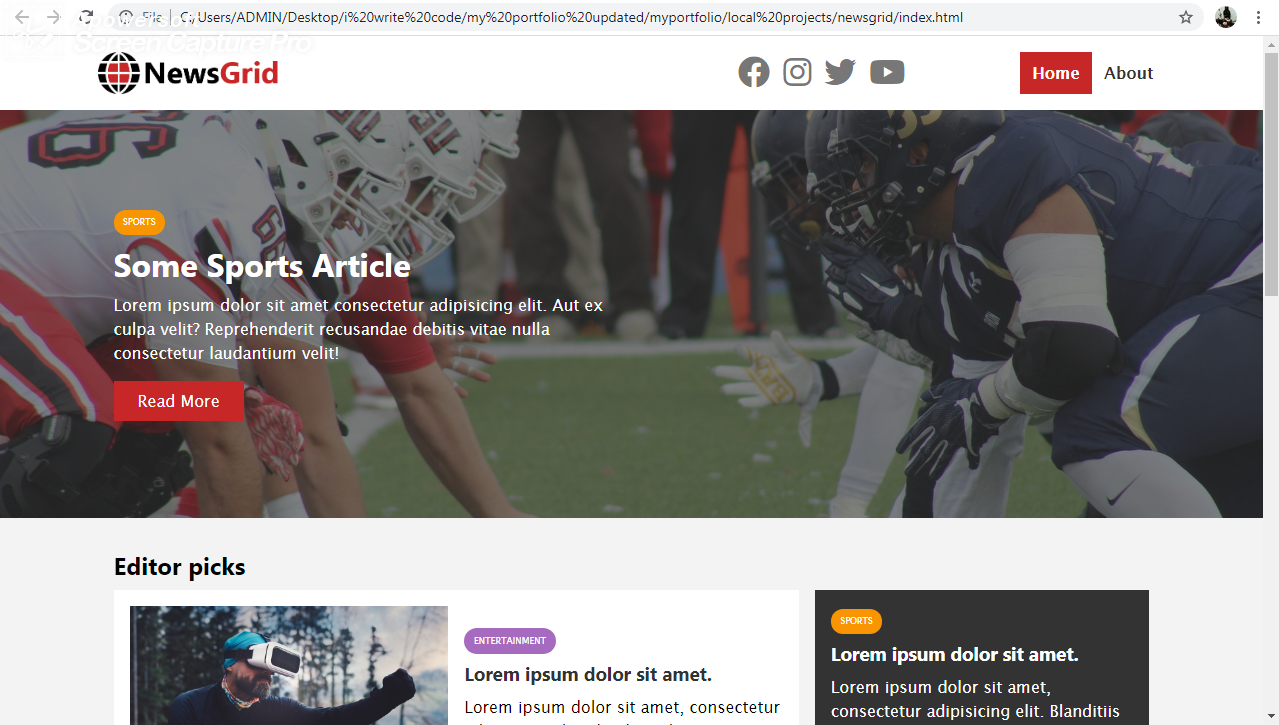 File | C:/Users/ADMIN/Desktop/i%20write%20code/my%20portfolio%20updated/myportfolio/local%20projects/newsgrid/index.html
Screen Capture Pro
NewsGrid
Home
About
SPORTS
Some Sports Article
Lorem ipsum dolor sit amet consectetur adipisicing elit. Aut ex
culpa velit? Reprehenderit recusandae debitis vitae nulla
consectetur laudantium velit!
Read More
Editor picks
ENTERTAINMENT
Lorem ipsum dolor sit amet.
Lorem ipsum dolor sit amet, consectetur
SPORTS
Lorem ipsum dolor sit amet.
Lorem ipsum dolor sit amet,
consectetur adipisicing elit. Blanditiis